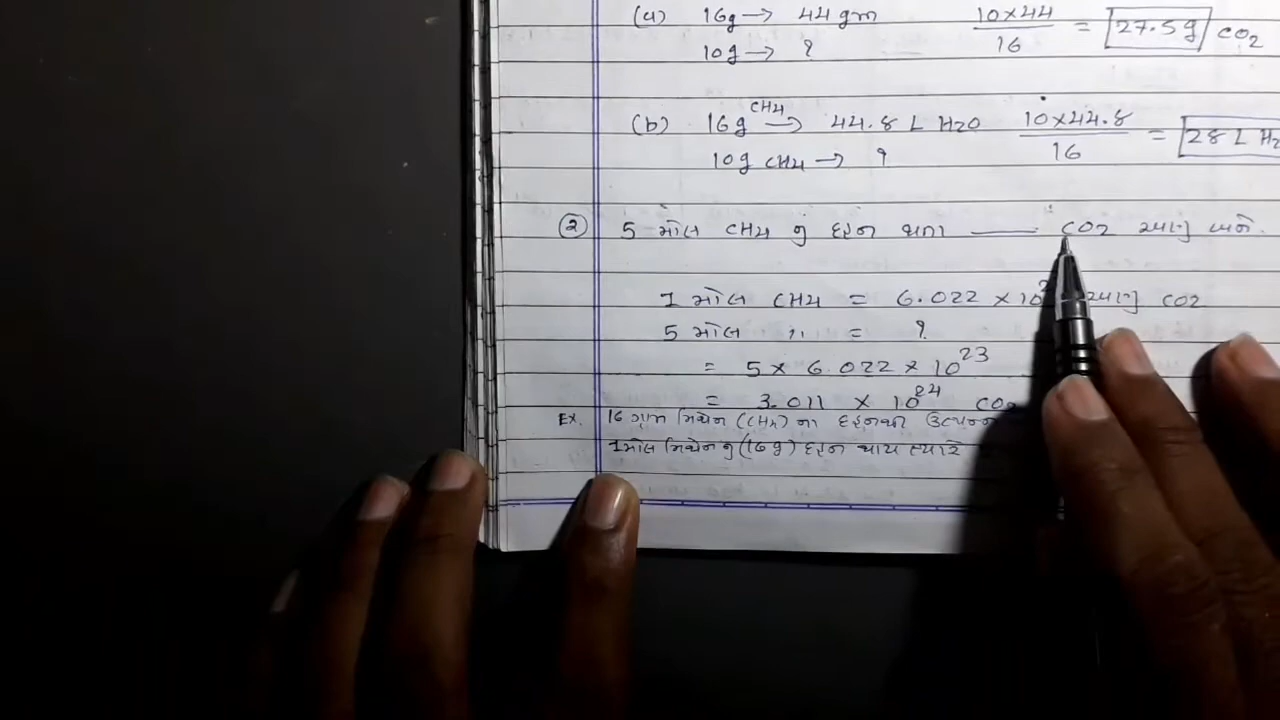 (a) 16g → 44 gm 10×44 / 16 = 27.5g CO2
10g → ?
(b) 16g CH4 → 44.8 L H2O 10×44.8 / 16 = 28 L
10g CH4 → ?
② 5 મોલ CH4 નું દહન થતા ——— CO2 અણુ બને.
1 મોલ CH4 = 6.022 × 10 અણુ CO2
5 મોલ '' = ?
= 5 × 6.022 × 10^23
= 3.011 × 10^24 CO2
Ex. 16 ગ્રામ મિથેન (CH4) ના દહનથી ઉત્પન્ન
1મોલ મિથેનનું (16g) દહન થાય ત્યારે